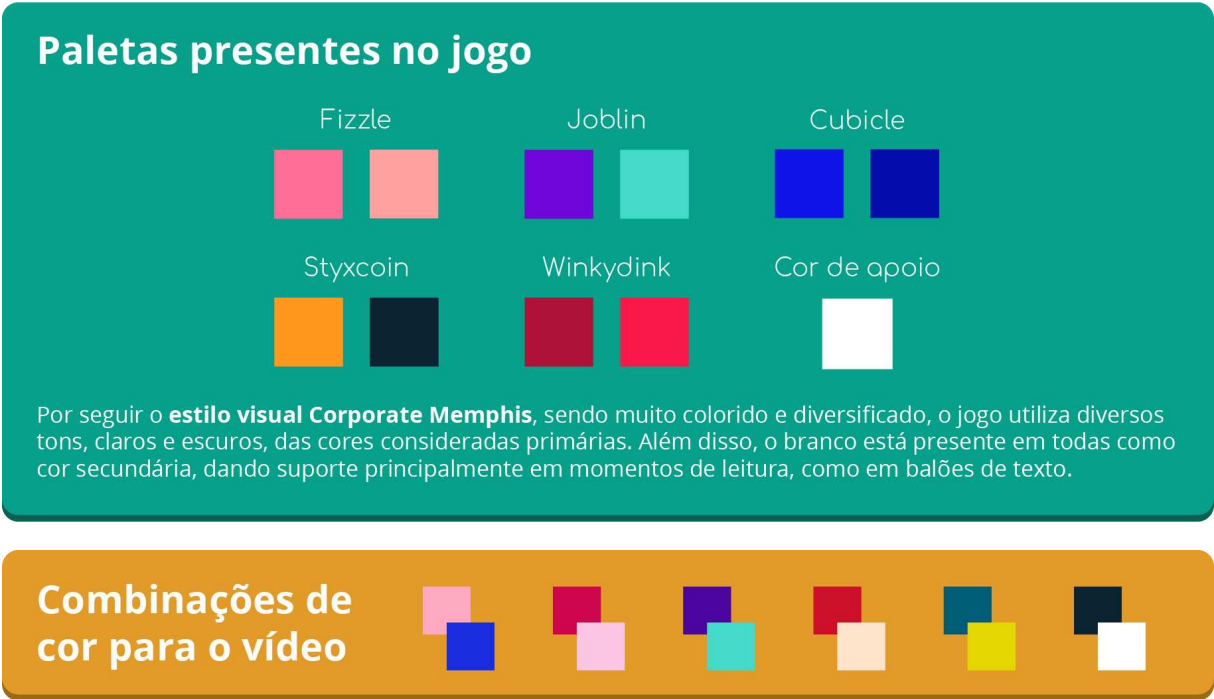 Paletas presentes no jogo
Fizzle
Joblin
Cubicle
Styxcoin
Winkydink
Cor de apoio
Por seguir o estilo visual Corporate Memphis, sendo muito colorido e diversificado, o jogo utiliza diversos
tons, claros e escuros, das cores consideradas primárias. Além disso, o branco está presente em todas como
cor secundária, dando suporte principalmente em momentos de leitura, como em balões de texto.
Combinações de
cor para o vídeo